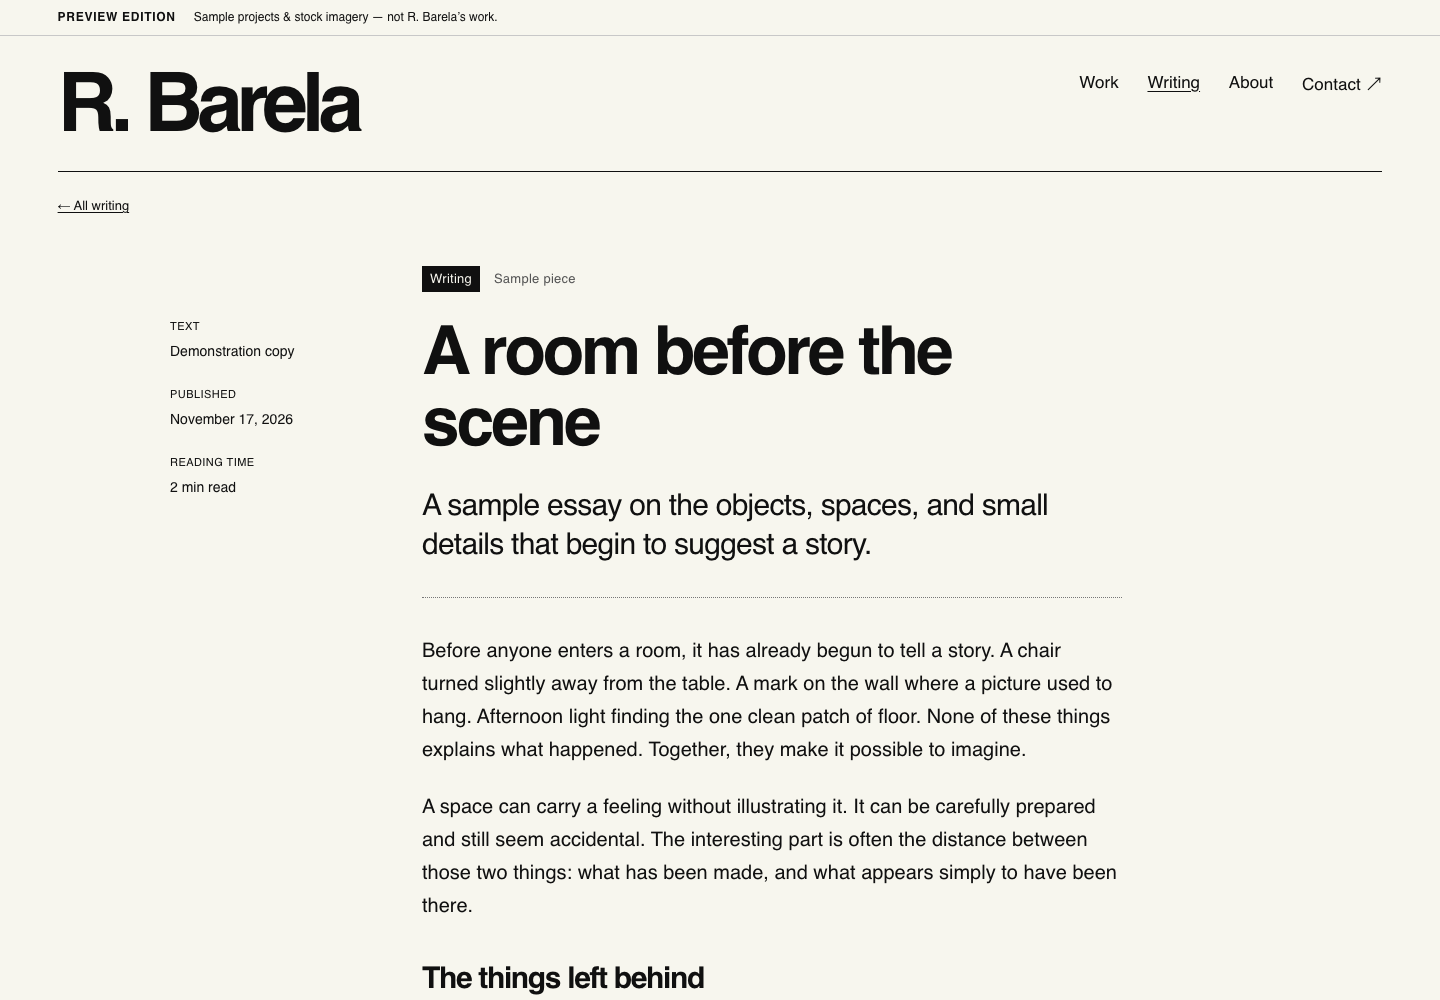 PREVIEW EDITION Sample projects & stock imagery — not R. Barela’s work.
R. Barela
Work Writing About Contact ↗
← All writing
Writing Sample piece
TEXT
Demonstration copy
PUBLISHED
November 17, 2026
READING TIME
2 min read
A room before the
scene
A sample essay on the objects, spaces, and small
details that begin to suggest a story.
Before anyone enters a room, it has already begun to tell a story. A chair
turned slightly away from the table. A mark on the wall where a picture used to
hang. Afternoon light finding the one clean patch of floor. None of these things
explains what happened. Together, they make it possible to imagine.
A space can carry a feeling without illustrating it. It can be carefully prepared
and still seem accidental. The interesting part is often the distance between
those two things: what has been made, and what appears simply to have been
there.
The things left behind